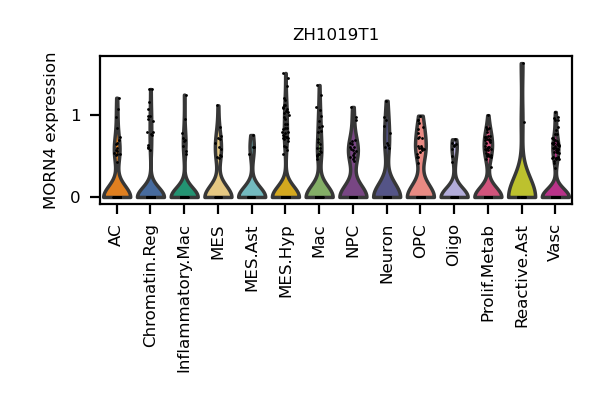 ZH1019T1
MORN4 expression
1
0
AC
Chromatin.Reg
Inflammatory.Mac
MES
MES.Ast
MES.Hyp
Mac
NPC
Neuron
OPC
Oligo
Prolif.Metab
Reactive.Ast
Vasc